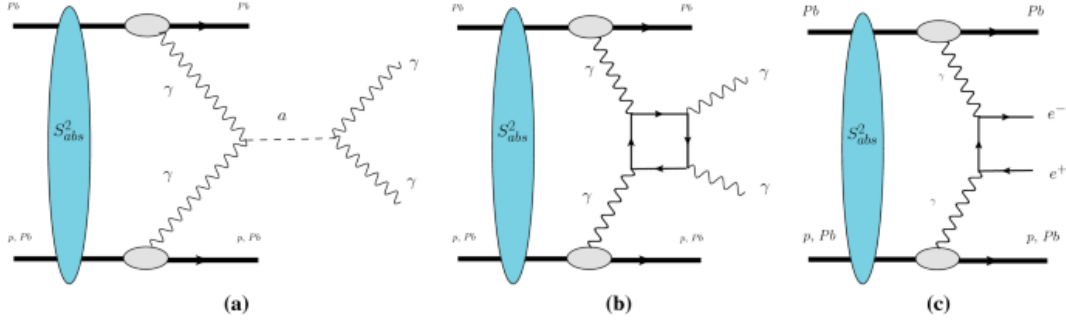 Pb Pb
γ
γ
a
γ
γ
S²abs
p, Pb p, Pb
(a)
Pb Pb
γ
γ
γ
γ
S²abs
p, Pb p, Pb
(b)
Pb Pb
γ
e⁻
S²abs
e⁺
γ
p, Pb p, Pb
(c)